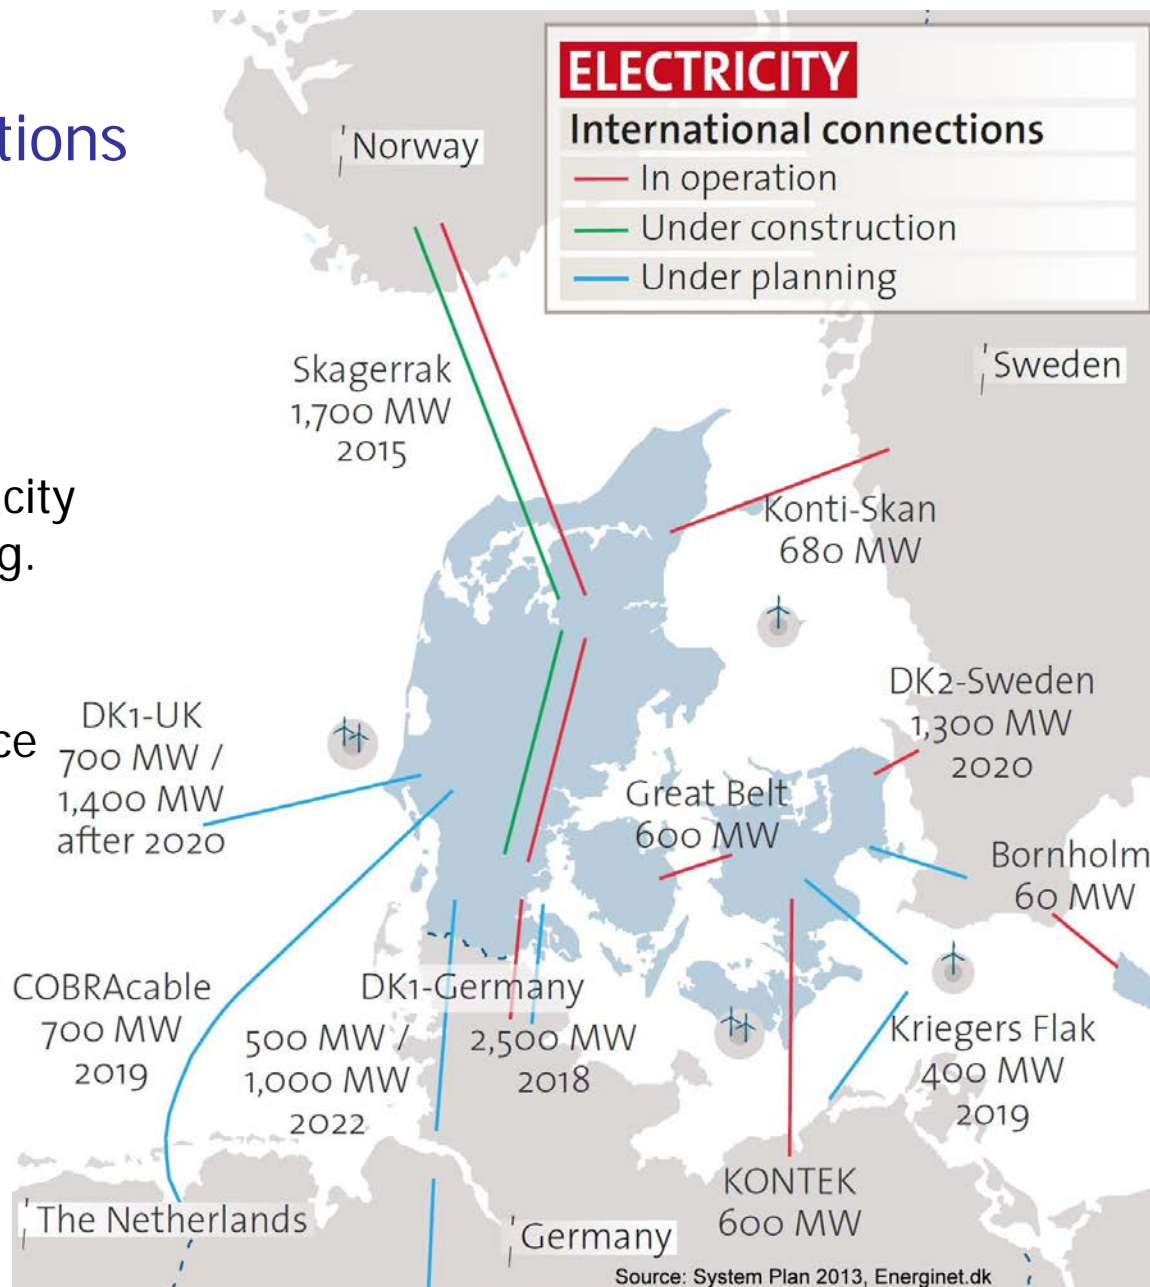 tions
city
g.
ce
ELECTRICITY
International connections
In operation
Under construction
Under planning
Norway
Sweden
Skagerrak
1,700 MW
2015
Konti-Skan
680 MW
DK1-UK
700 MW /
1,400 MW
after 2020
DK2-Sweden
1,300 MW
2020
Great Belt
600 MW
Bornholm
60 MW
COBRAcable
700 MW
2019
DK1-Germany
500 MW /
1,000 MW
2022
2,500 MW
2018
Kriegers Flak
400 MW
2019
KONTEK
600 MW
The Netherlands
Germany
Source: System Plan 2013, Energinet.dk